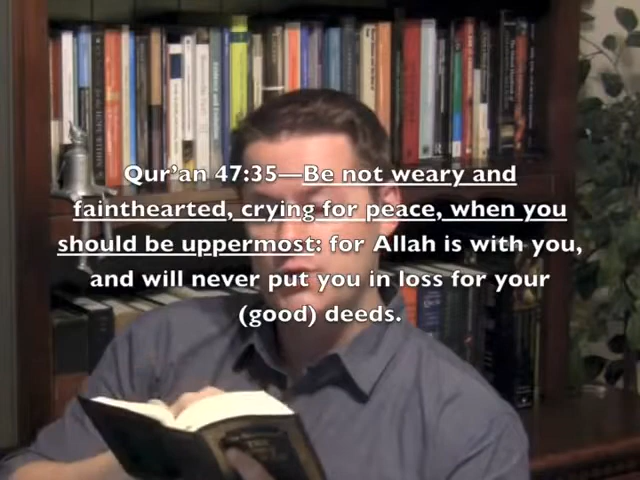 Qur'an 47:35—Be not weary and
fainthearted, crying for peace, when you
should be uppermost: for Allah is with you,
and will never put you in loss for your
(good) deeds.